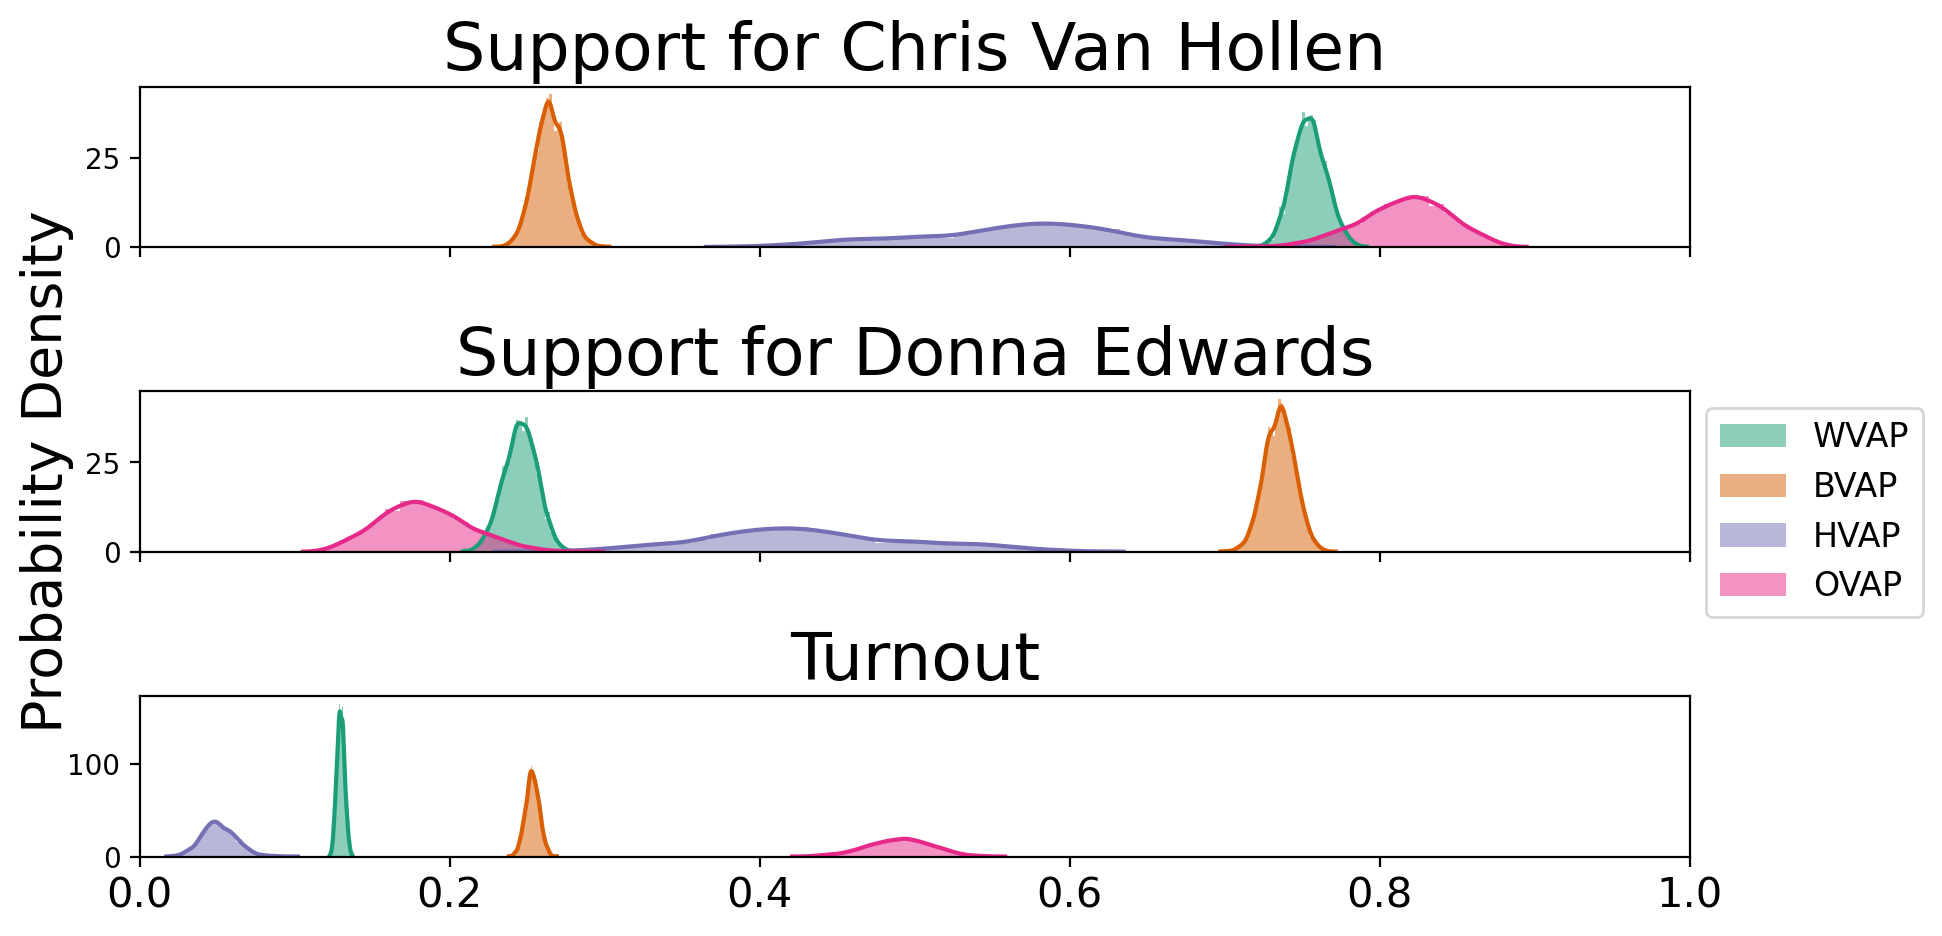 Support for Chris Van Hollen
25
0
Support for Donna Edwards
25
0
Turnout
100
0
0.0 0.2 0.4 0.6 0.8 1.0
Probability Density
WVAP
BVAP
HVAP
OVAP